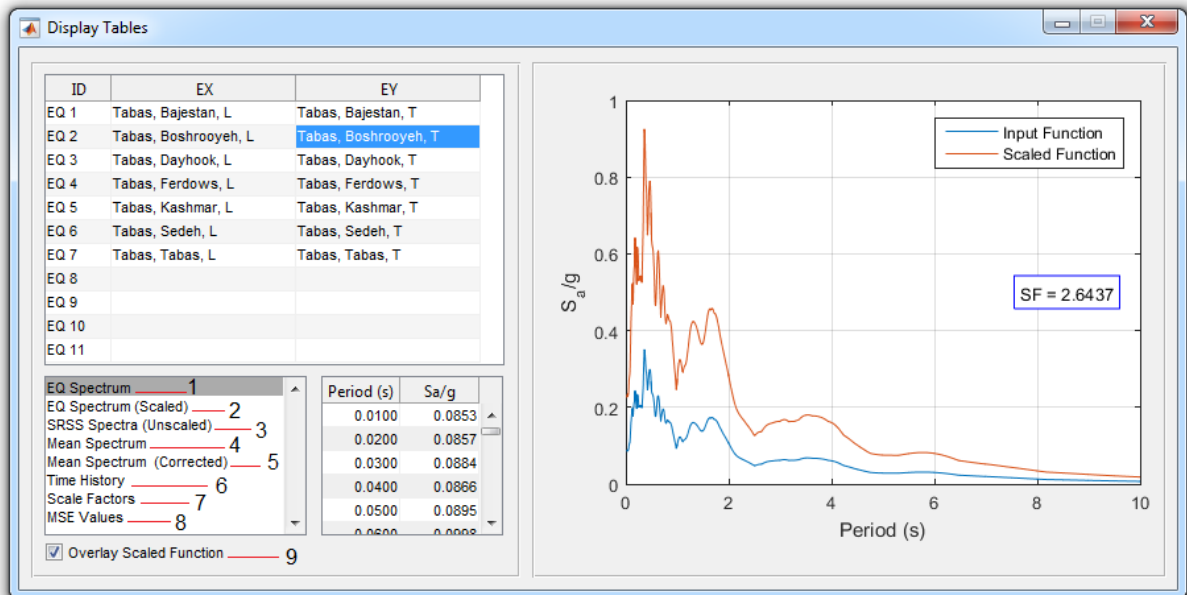 Display Tables
ID EX EY
EQ 1 Tabas, Bajestan, L Tabas, Bajestan, T
EQ 2 Tabas, Boshrooyeh, L Tabas, Boshrooyeh, T
EQ 3 Tabas, Dayhook, L Tabas, Dayhook, T
EQ 4 Tabas, Ferdows, L Tabas, Ferdows, T
EQ 5 Tabas, Kashmar, L Tabas, Kashmar, T
EQ 6 Tabas, Sedeh, L Tabas, Sedeh, T
EQ 7 Tabas, Tabas, L Tabas, Tabas, T
EQ 8
EQ 9
EQ 10
EQ 11
EQ Spectrum 1
EQ Spectrum (Scaled) 2
SRSS Spectra (Unscaled) 3
Mean Spectrum 4
Mean Spectrum (Corrected) 5
Time History 6
Scale Factors 7
MSE Values 8
Overlay Scaled Function 9
Period (s) Sa/g
0.0100 0.0853
0.0200 0.0857
0.0300 0.0884
0.0400 0.0866
0.0500 0.0895
0.0600 0.0998
Input Function
Scaled Function
SF = 2.6437
1
0.8
0.6
0.4
0.2
0
Sa/g
0 2 4 6 8 10
Period (s)